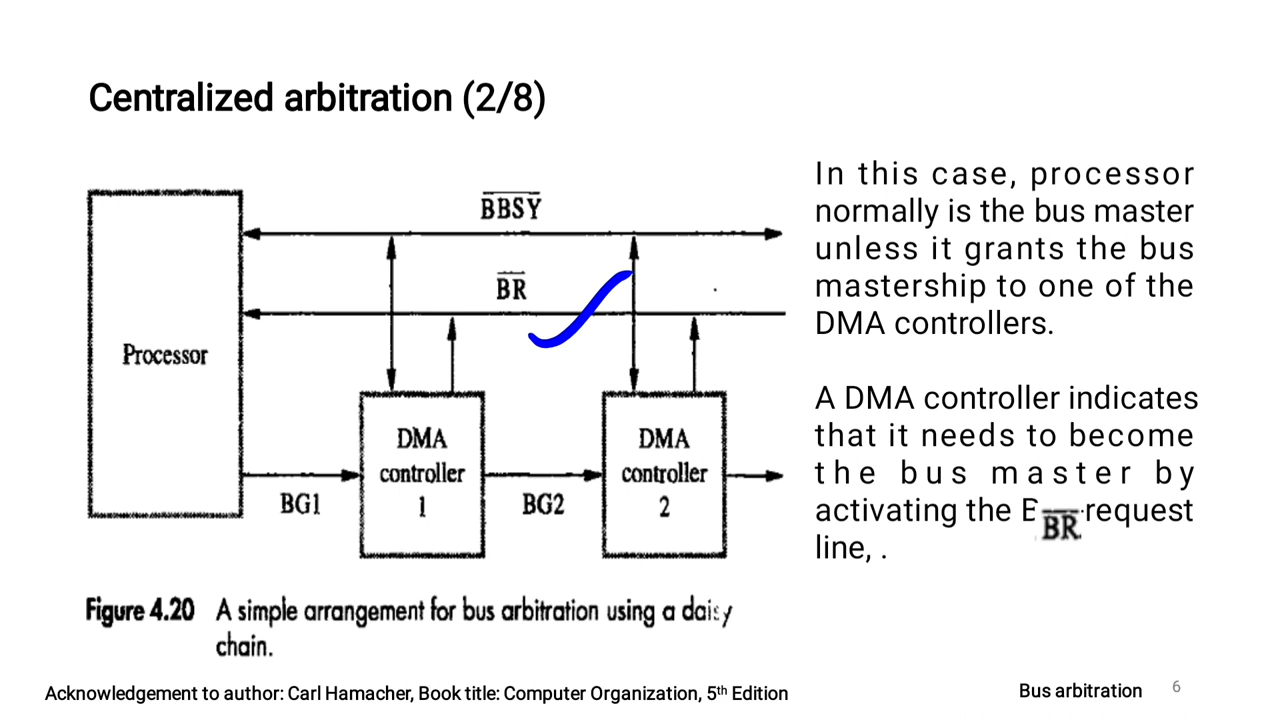 Centralized arbitration (2/8)
BBSY
BR
Processor
DMA
controller
1
DMA
controller
2
BG1
BG2
Figure 4.20 A simple arrangement for bus arbitration using a daisy
chain.
In this case, processor
normally is the bus master
unless it grants the bus
mastership to one of the
DMA controllers.
A DMA controller indicates
that it needs to become
the bus master by
activating the B BR request
line, .
Acknowledgement to author: Carl Hamacher, Book title: Computer Organization, 5th Edition
Bus arbitration
6